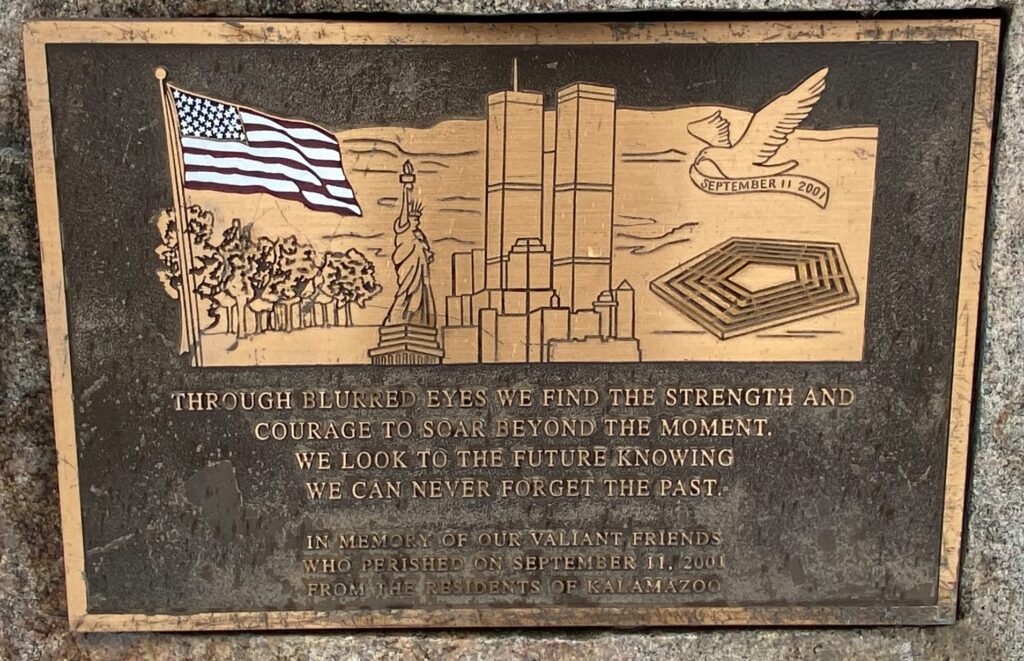 SEPTEMBER 11 2001
THROUGH BLURRED EYES WE FIND THE STRENGTH AND
COURAGE TO SOAR BEYOND THE MOMENT.
WE LOOK TO THE FUTURE KNOWING
WE CAN NEVER FORGET THE PAST.
IN MEMORY OF OUR VALIANT FRIENDS
WHO PERISHED ON SEPTEMBER 11, 2001
FROM THE RESIDENTS OF KALAMAZOO